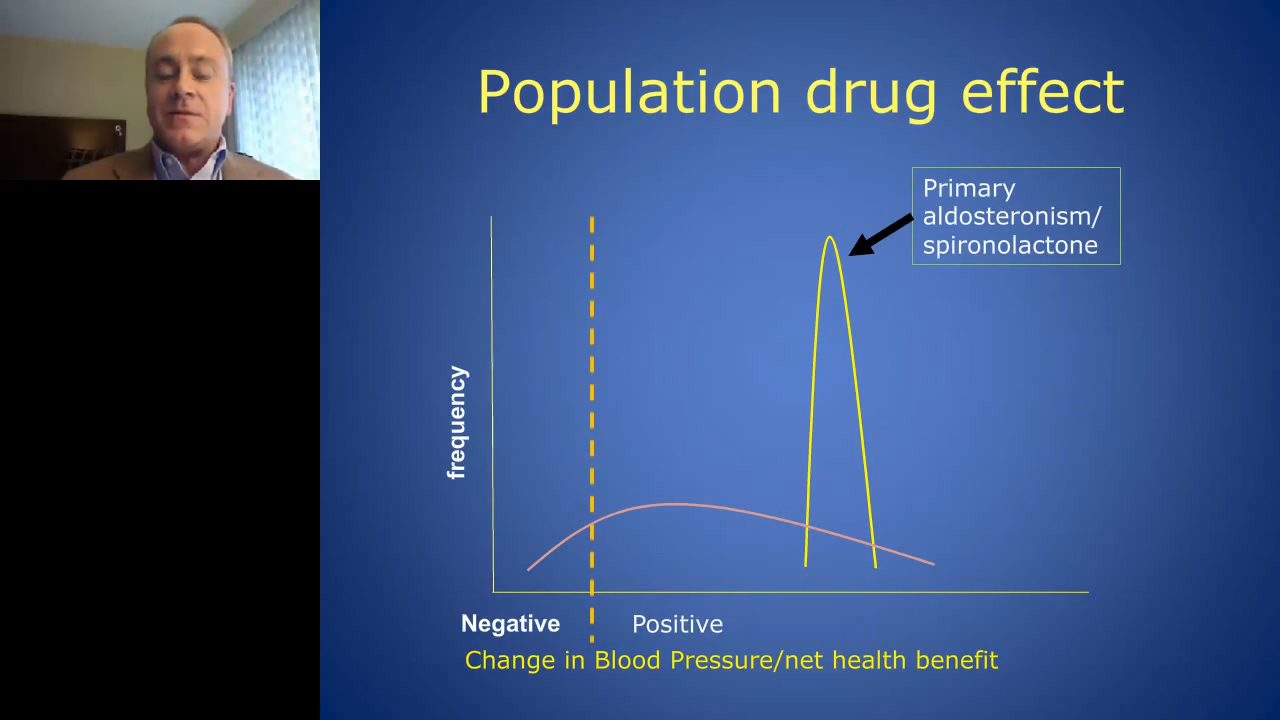 Population drug effect
Primary
aldosteronism/
spironolactone
frequency
Negative
Positive
Change in Blood Pressure/net health benefit